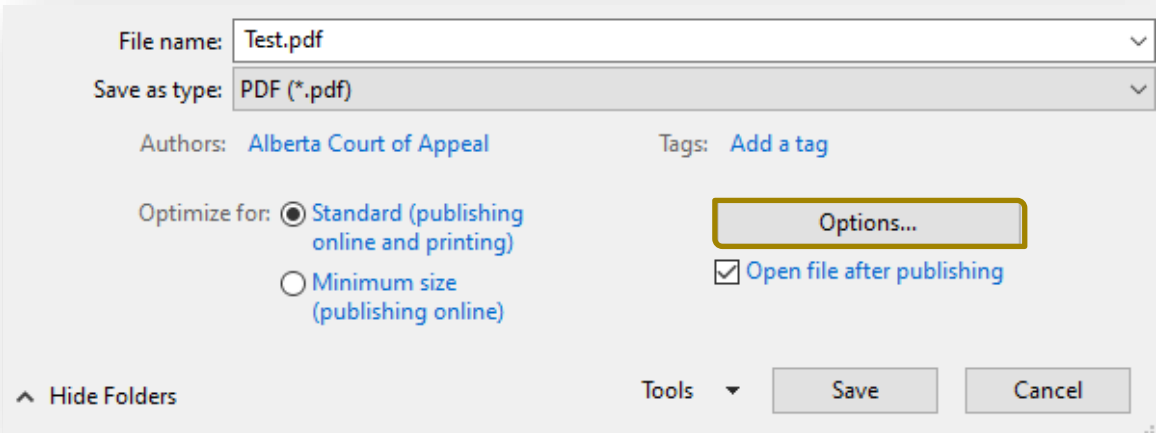 File name: Test.pdf
Save as type: PDF (*.pdf)
Authors: Alberta Court of Appeal Tags: Add a tag
Optimize for: Standard (publishing
online and printing)
Minimum size
(publishing online)
Options...
Open file after publishing
Hide Folders Tools Save Cancel